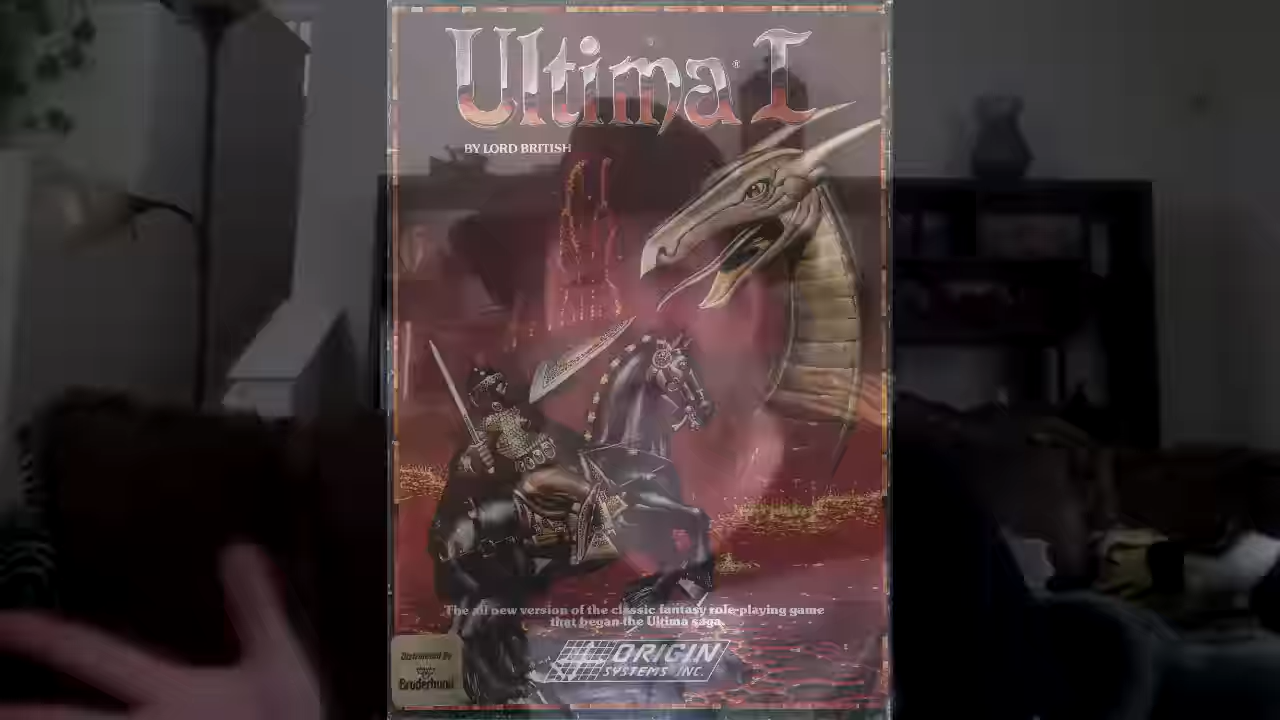 Ultima® I
BY LORD BRITISH
The all new version of the classic fantasy role-playing game
that began the Ultima saga.
ORIGIN
SYSTEMS INC.
Distributed By
Brøderbund